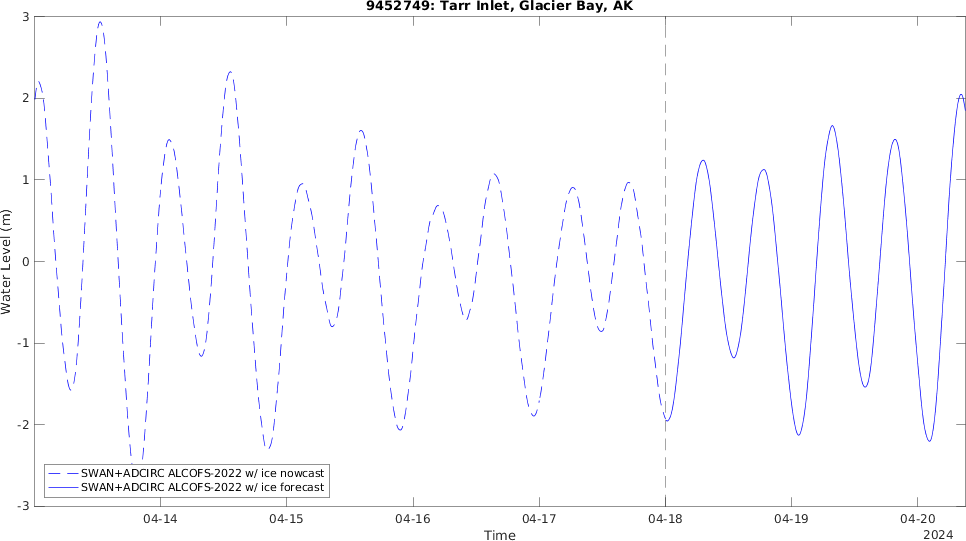 9452749: Tarr Inlet, Glacier Bay, AK
3
2
1
0
-1
-2
-3
Water Level (m)
SWAN+ADCIRC ALCOFS-2022 w/ ice nowcast
SWAN+ADCIRC ALCOFS-2022 w/ ice forecast
04-14 04-15 04-16 04-17 04-18 04-19 04-20
Time
2024